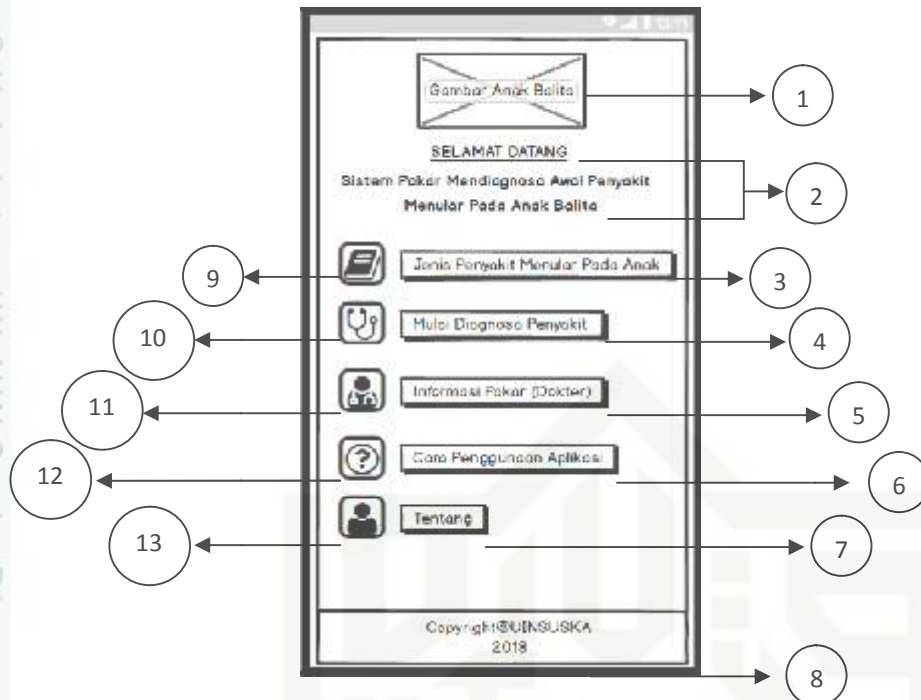 Gambar Anak Balita
1
SELAMAT DATANG
Sistem Pakar Mendiagnosa Awal Penyakit
Menular Pada Anak Balita
2
9
Jenis Penyakit Menular Pada Anak
3
10
Mulai Diagnosa Penyakit
4
11
Informasi Pakar (Dokter)
5
12
Cara Penggunaan Aplikasi
6
13
Tentang
7
Copyright©UINSUSKA
2018
8